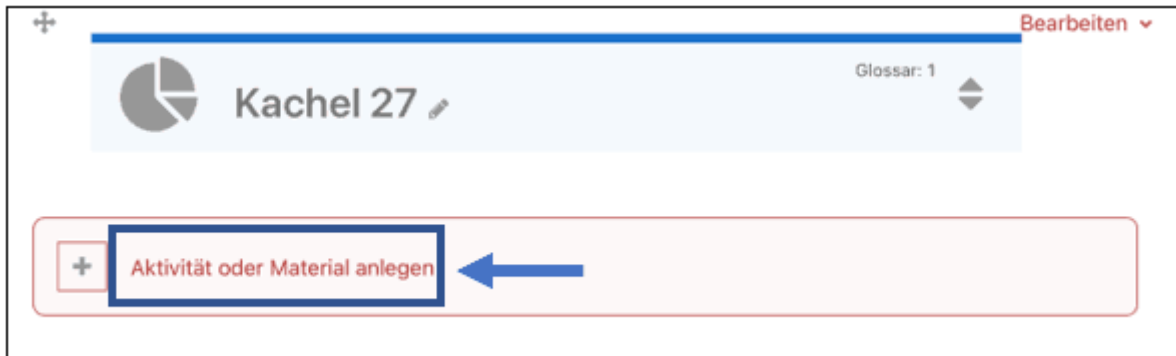 Bearbeiten
Glossar: 1
Kachel 27
Aktivität oder Material anlegen